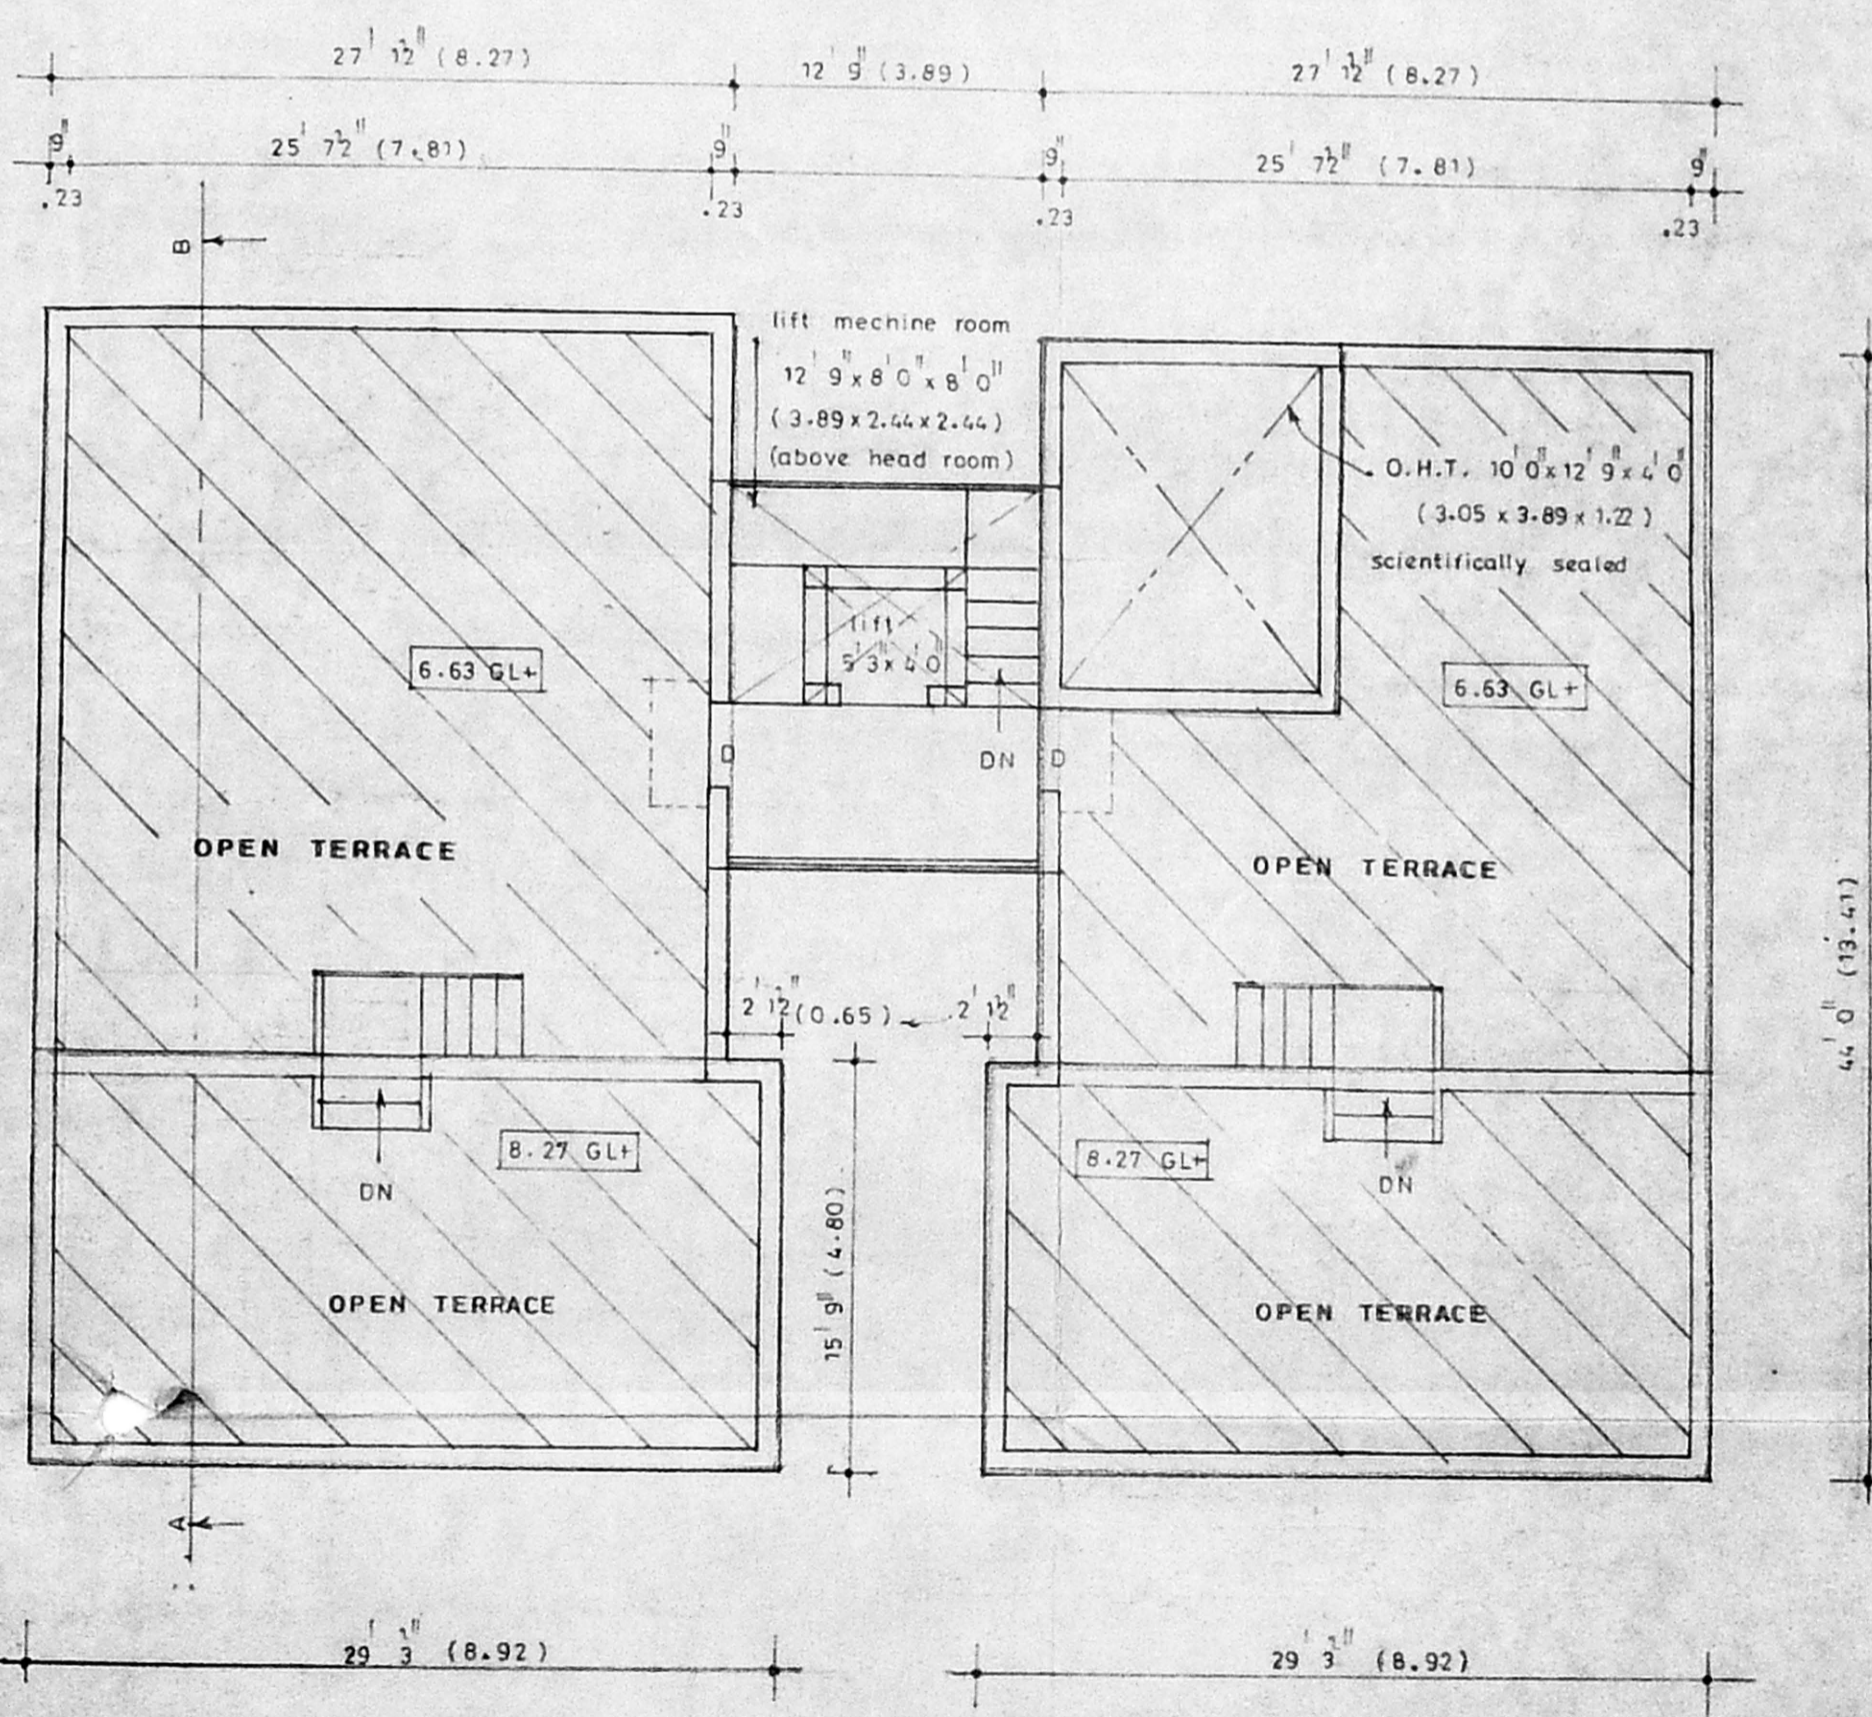 27' 1½" (8.27)
12' 9" (3.89)
27' 1½" (8.27)
9"
25' 7½" (7.81)
9"
9"
25' 7½" (7.81)
9"
.23
.23
.23
.23
B
lift mechine room
12' 9" x 8' 0" x 8' 0"
(3.89 x 2.44 x 2.44)
(above head room)
O.H.T. 10' 0" x 12' 9" x 4' 0"
(3.05 x 3.89 x 1.22)
scientifically sealed
lift
5' 3" x 4' 0"
6.63 GL+
6.63 GL+
D
DN
D
OPEN TERRACE
OPEN TERRACE
44' 0" (13.41)
2' 1½" (0.65)
2' 1½"
8.27 GL+
8.27 GL+
DN
DN
15' 9" (4.80)
OPEN TERRACE
OPEN TERRACE
A
29' 3" (8.92)
29' 3" (8.92)